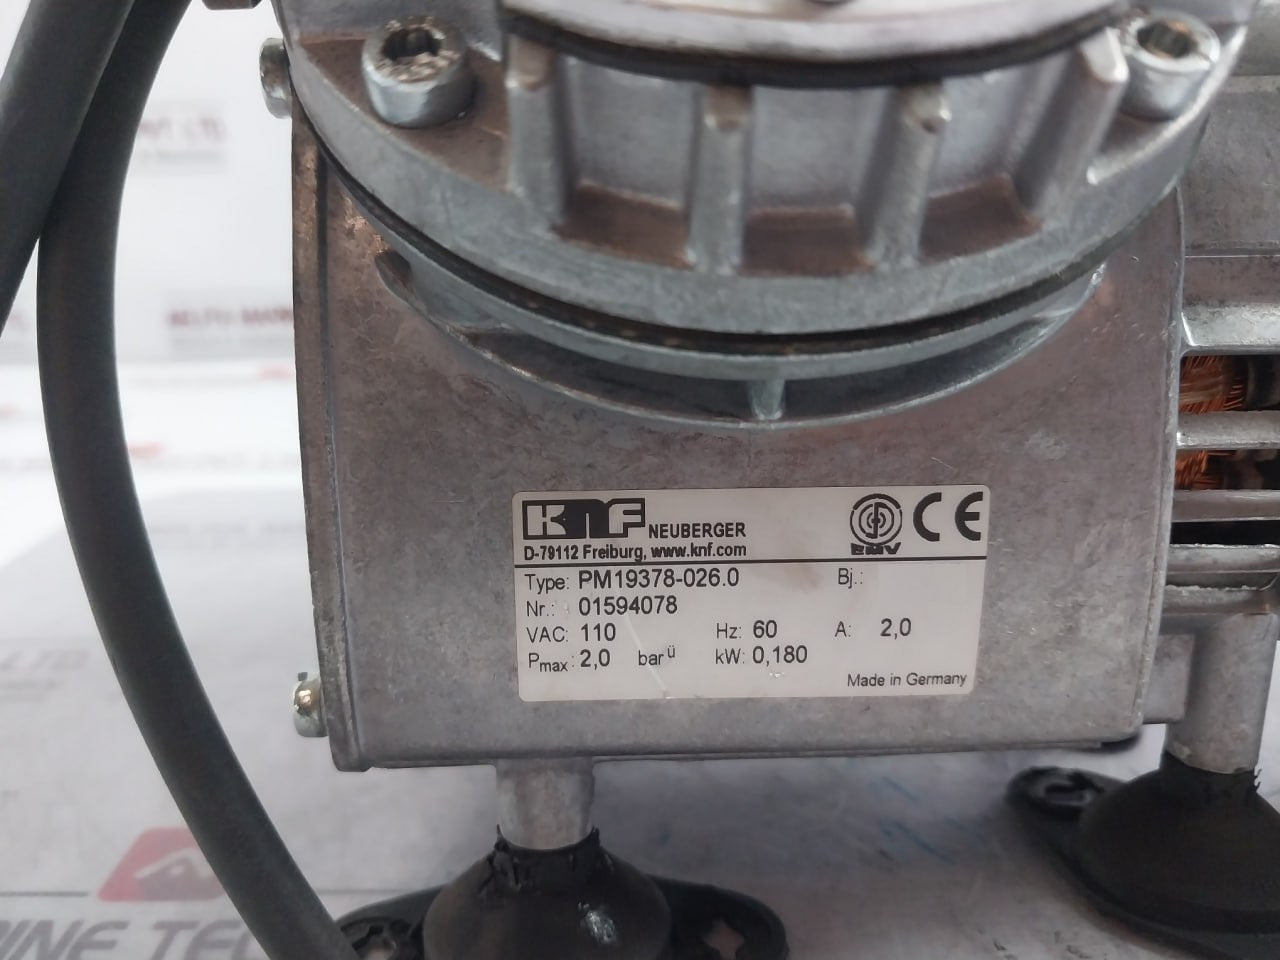 KNF NEUBERGER
D-79112 Freiburg, www.knf.com
EMV
CE
Type: PM19378-026.0 Bj.:
Nr.: 01594078
VAC: 110 Hz: 60 A: 2,0
Pmax: 2,0 bar ü kW: 0,180
Made in Germany